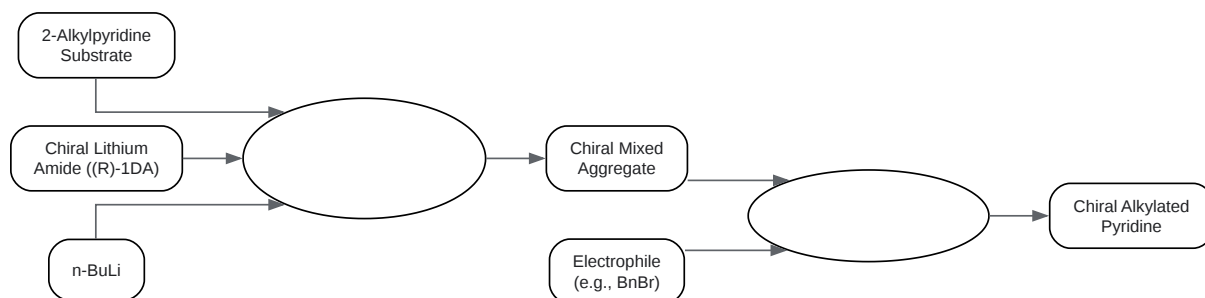 2-Alkylpyridine
Substrate
Chiral Lithium
Amide ((R)-1DA)
n-BuLi
Chiral Mixed
Aggregate
Electrophile
(e.g., BnBr)
Chiral Alkylated
Pyridine